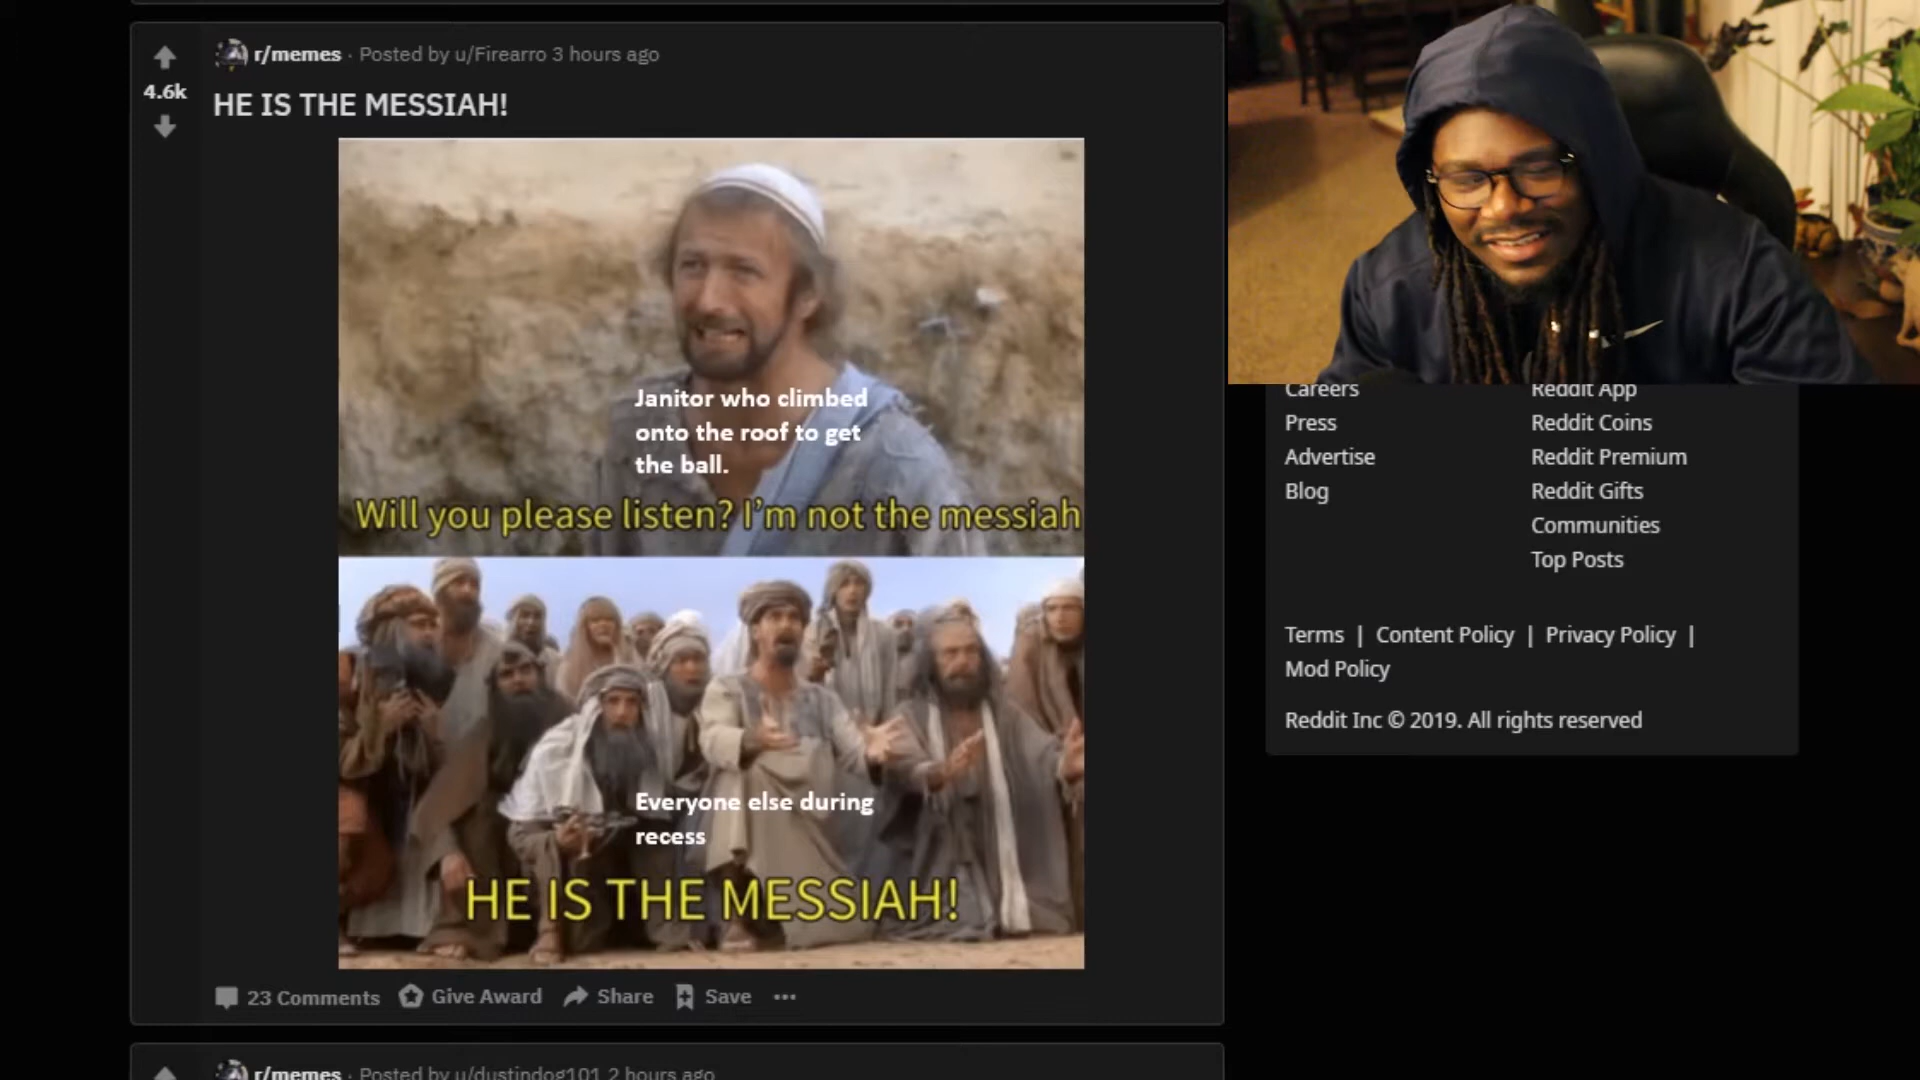 r/memes · Posted by u/Firearro 3 hours ago
4.6k
HE IS THE MESSIAH!
Janitor who climbed
onto the roof to get
the ball.
Will you please listen? I'm not the messiah
Everyone else during
recess
HE IS THE MESSIAH!
23 Comments Give Award Share Save ...
r/memes · Posted by u/dustindog101 2 hours ago
Careers Reddit App
Press Reddit Coins
Advertise Reddit Premium
Blog Reddit Gifts
Communities
Top Posts
Terms | Content Policy | Privacy Policy |
Mod Policy
Reddit Inc © 2019. All rights reserved